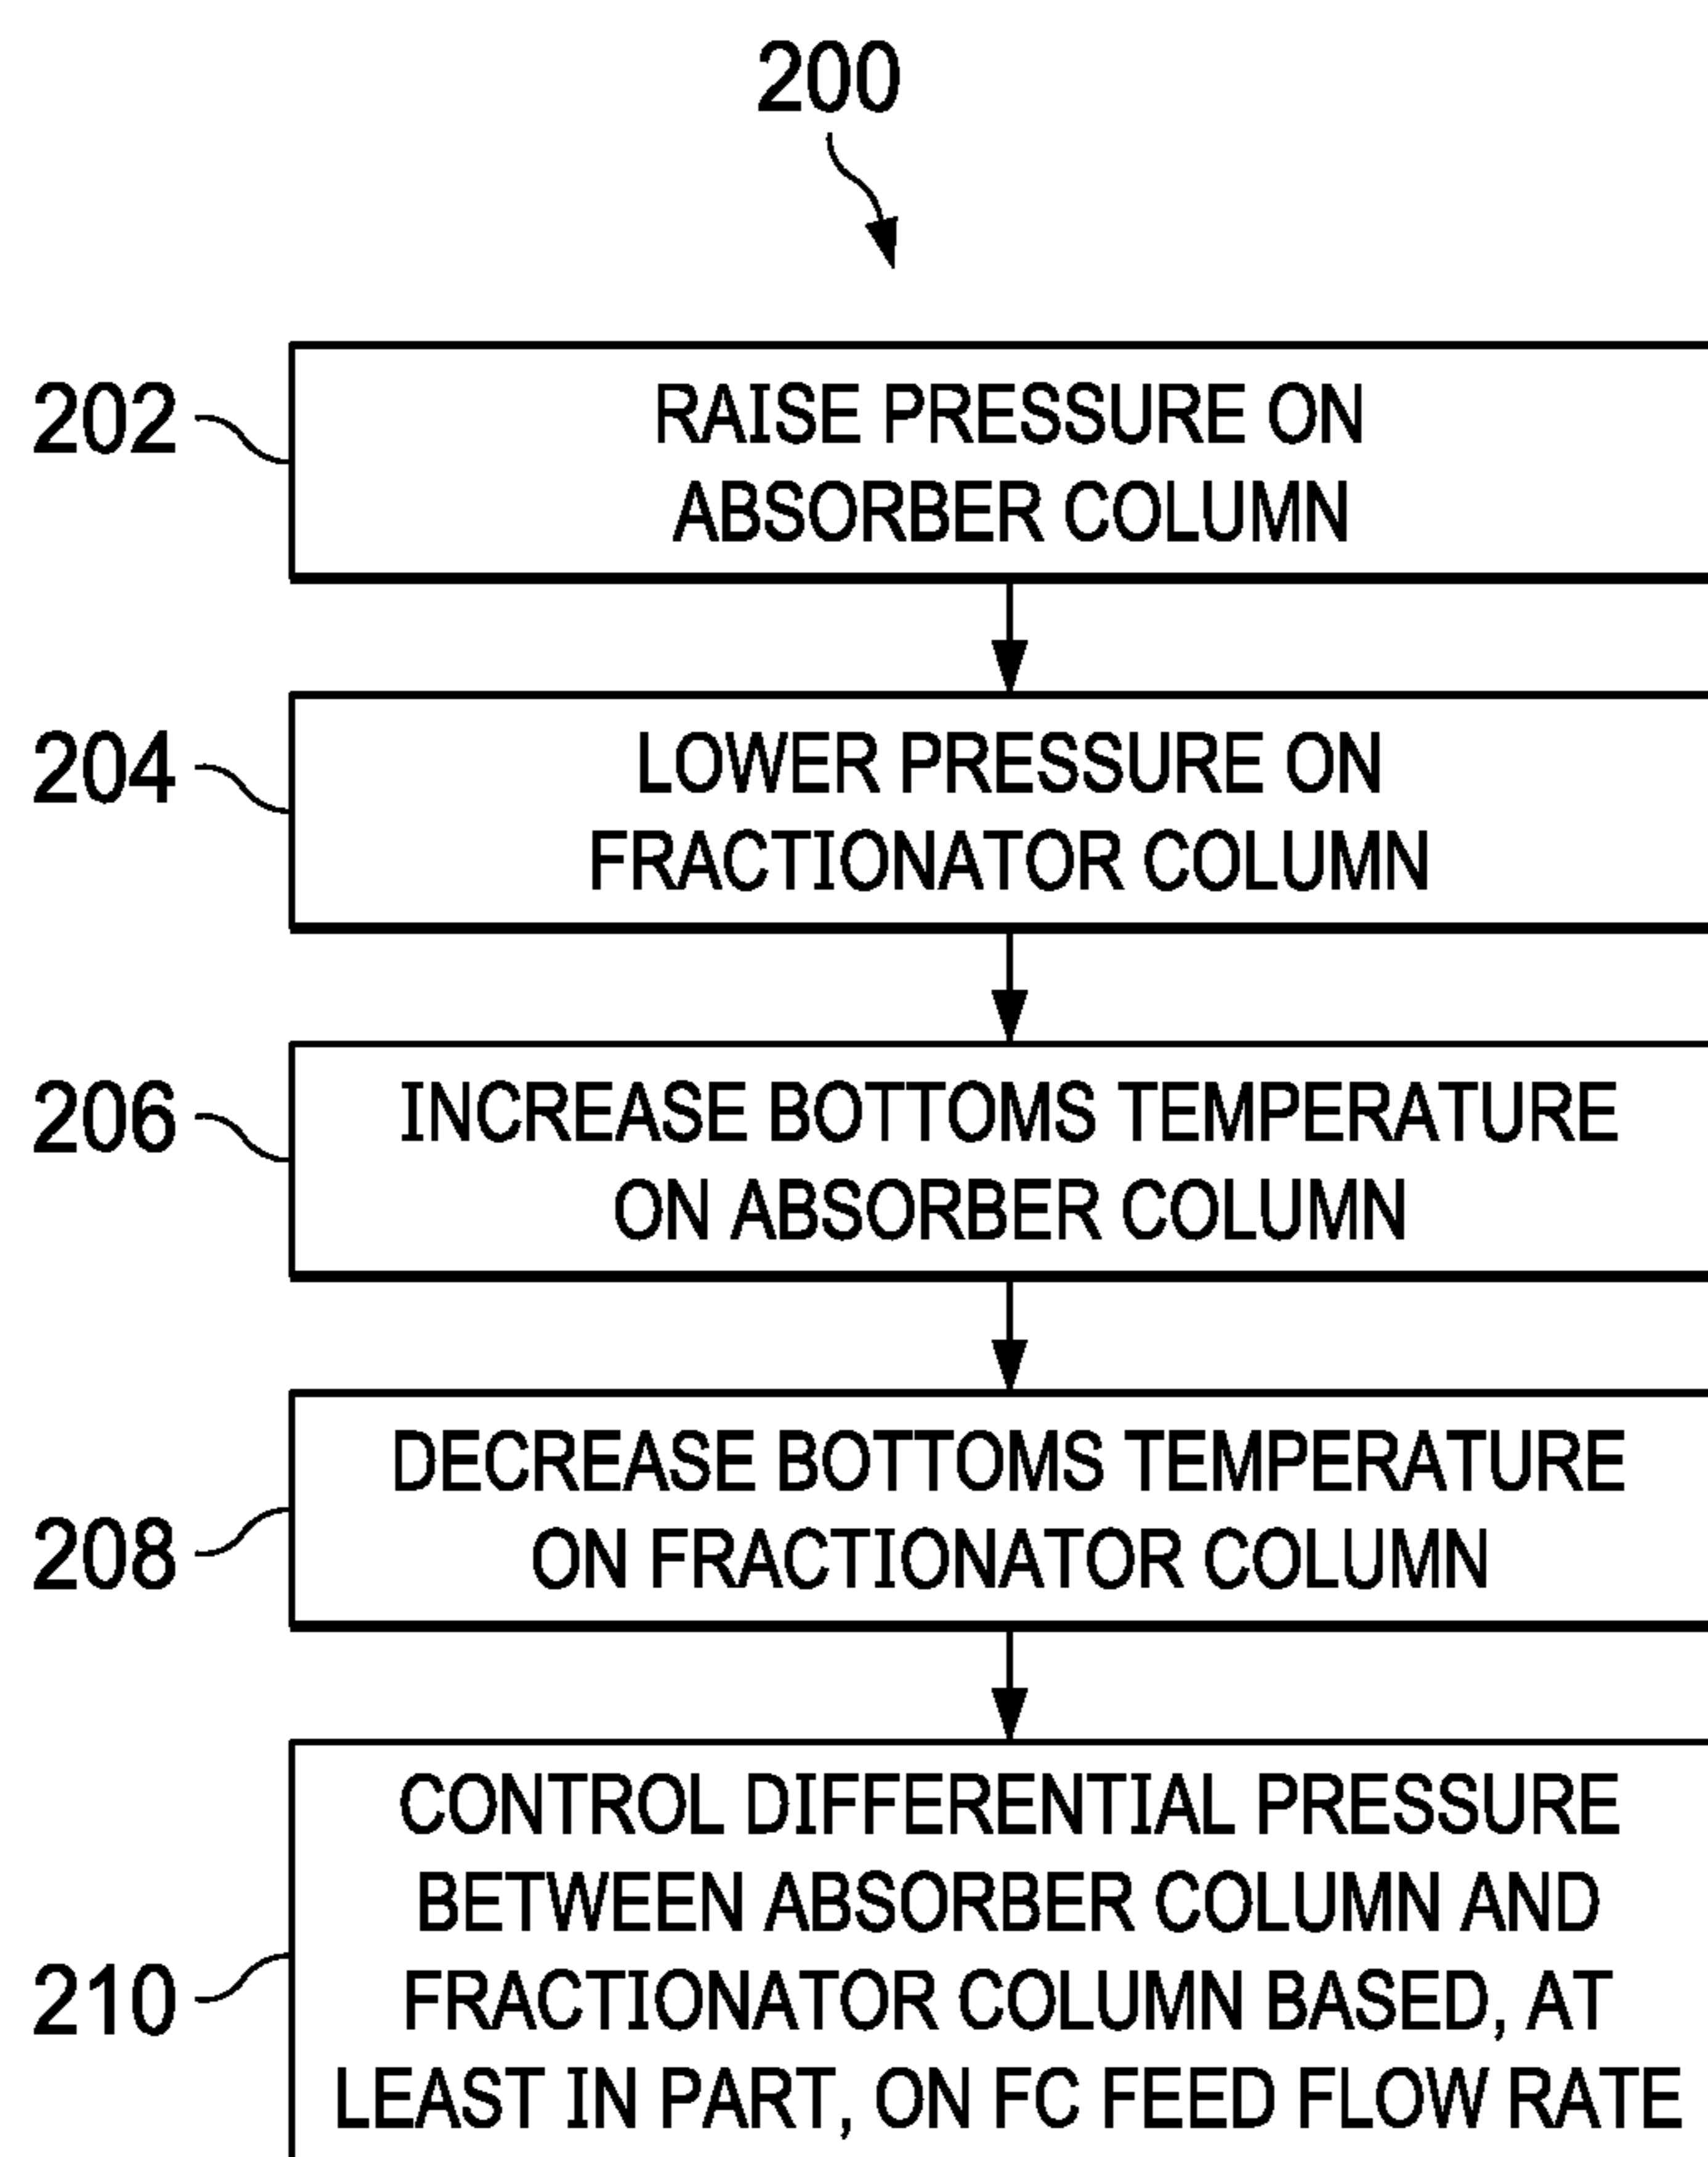 200
202
RAISE PRESSURE ON
ABSORBER COLUMN
204
LOWER PRESSURE ON
FRACTIONATOR COLUMN
206
INCREASE BOTTOMS TEMPERATURE
ON ABSORBER COLUMN
208
DECREASE BOTTOMS TEMPERATURE
ON FRACTIONATOR COLUMN
210
CONTROL DIFFERENTIAL PRESSURE
BETWEEN ABSORBER COLUMN AND
FRACTIONATOR COLUMN BASED, AT
LEAST IN PART, ON FC FEED FLOW RATE